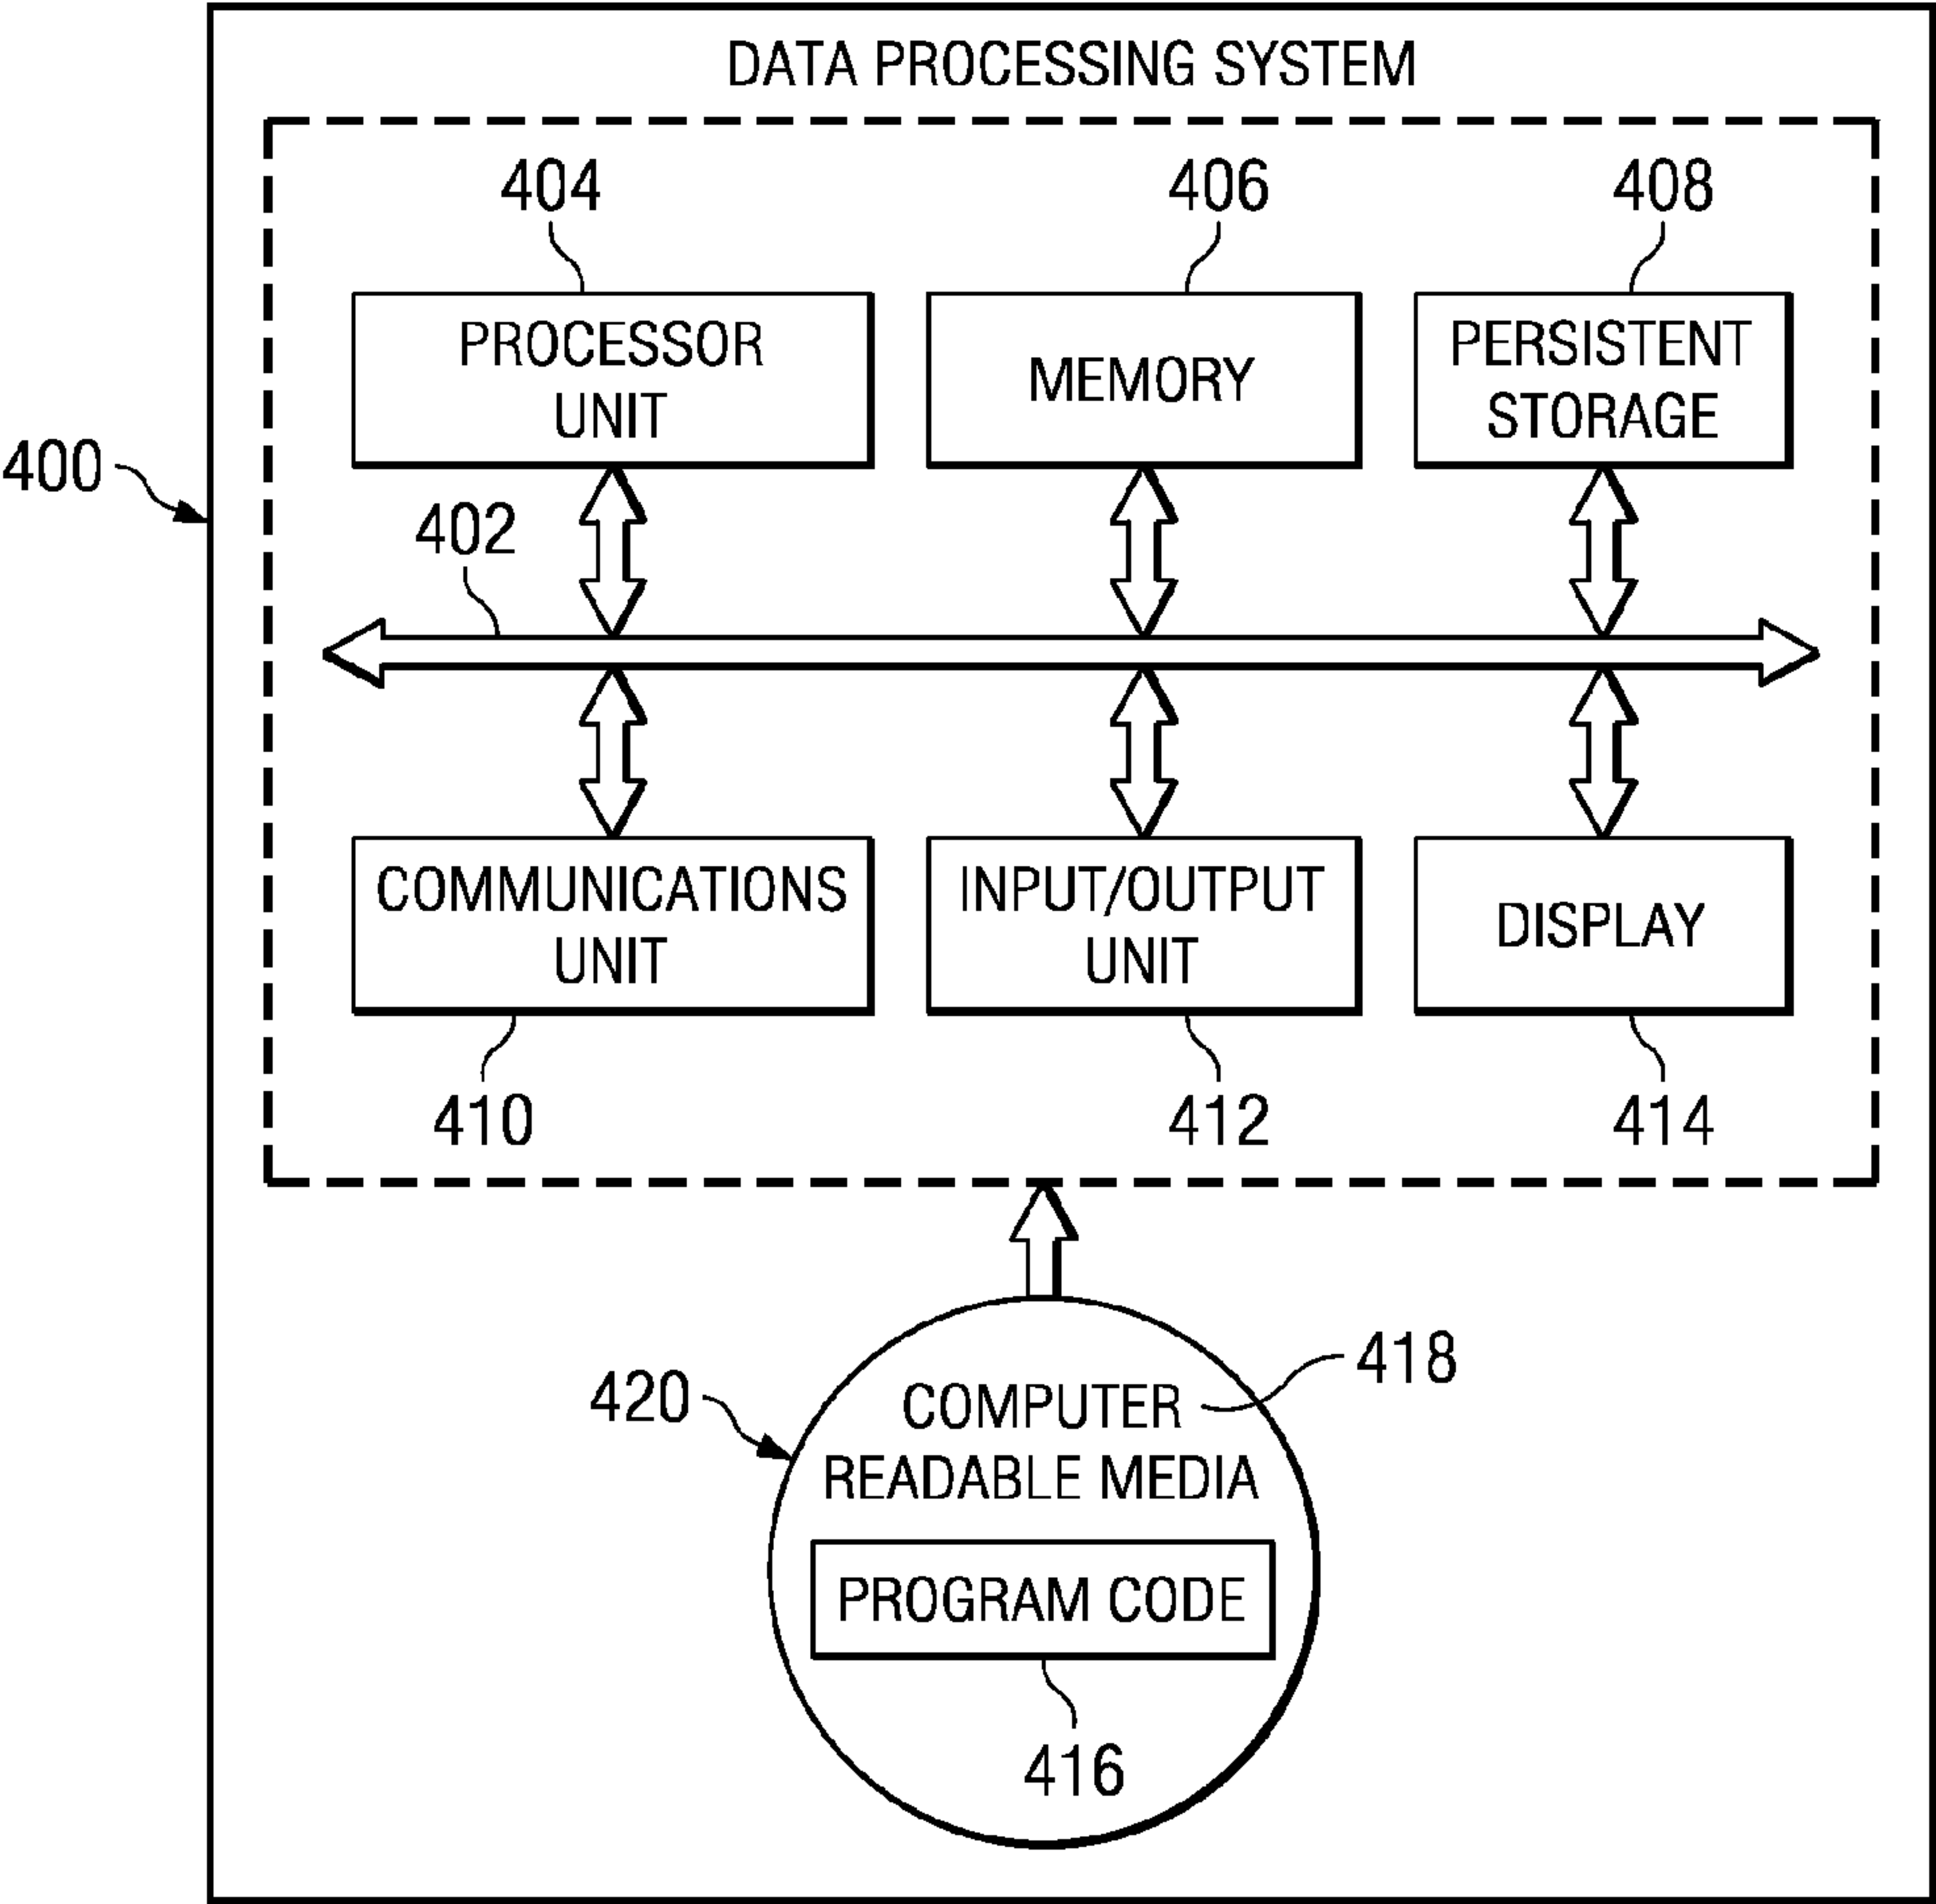 DATA PROCESSING SYSTEM
404
406
408
PROCESSOR
UNIT
MEMORY
PERSISTENT
STORAGE
400
402
COMMUNICATIONS
UNIT
INPUT/OUTPUT
UNIT
DISPLAY
410
412
414
418
420
COMPUTER
READABLE MEDIA
PROGRAM CODE
416